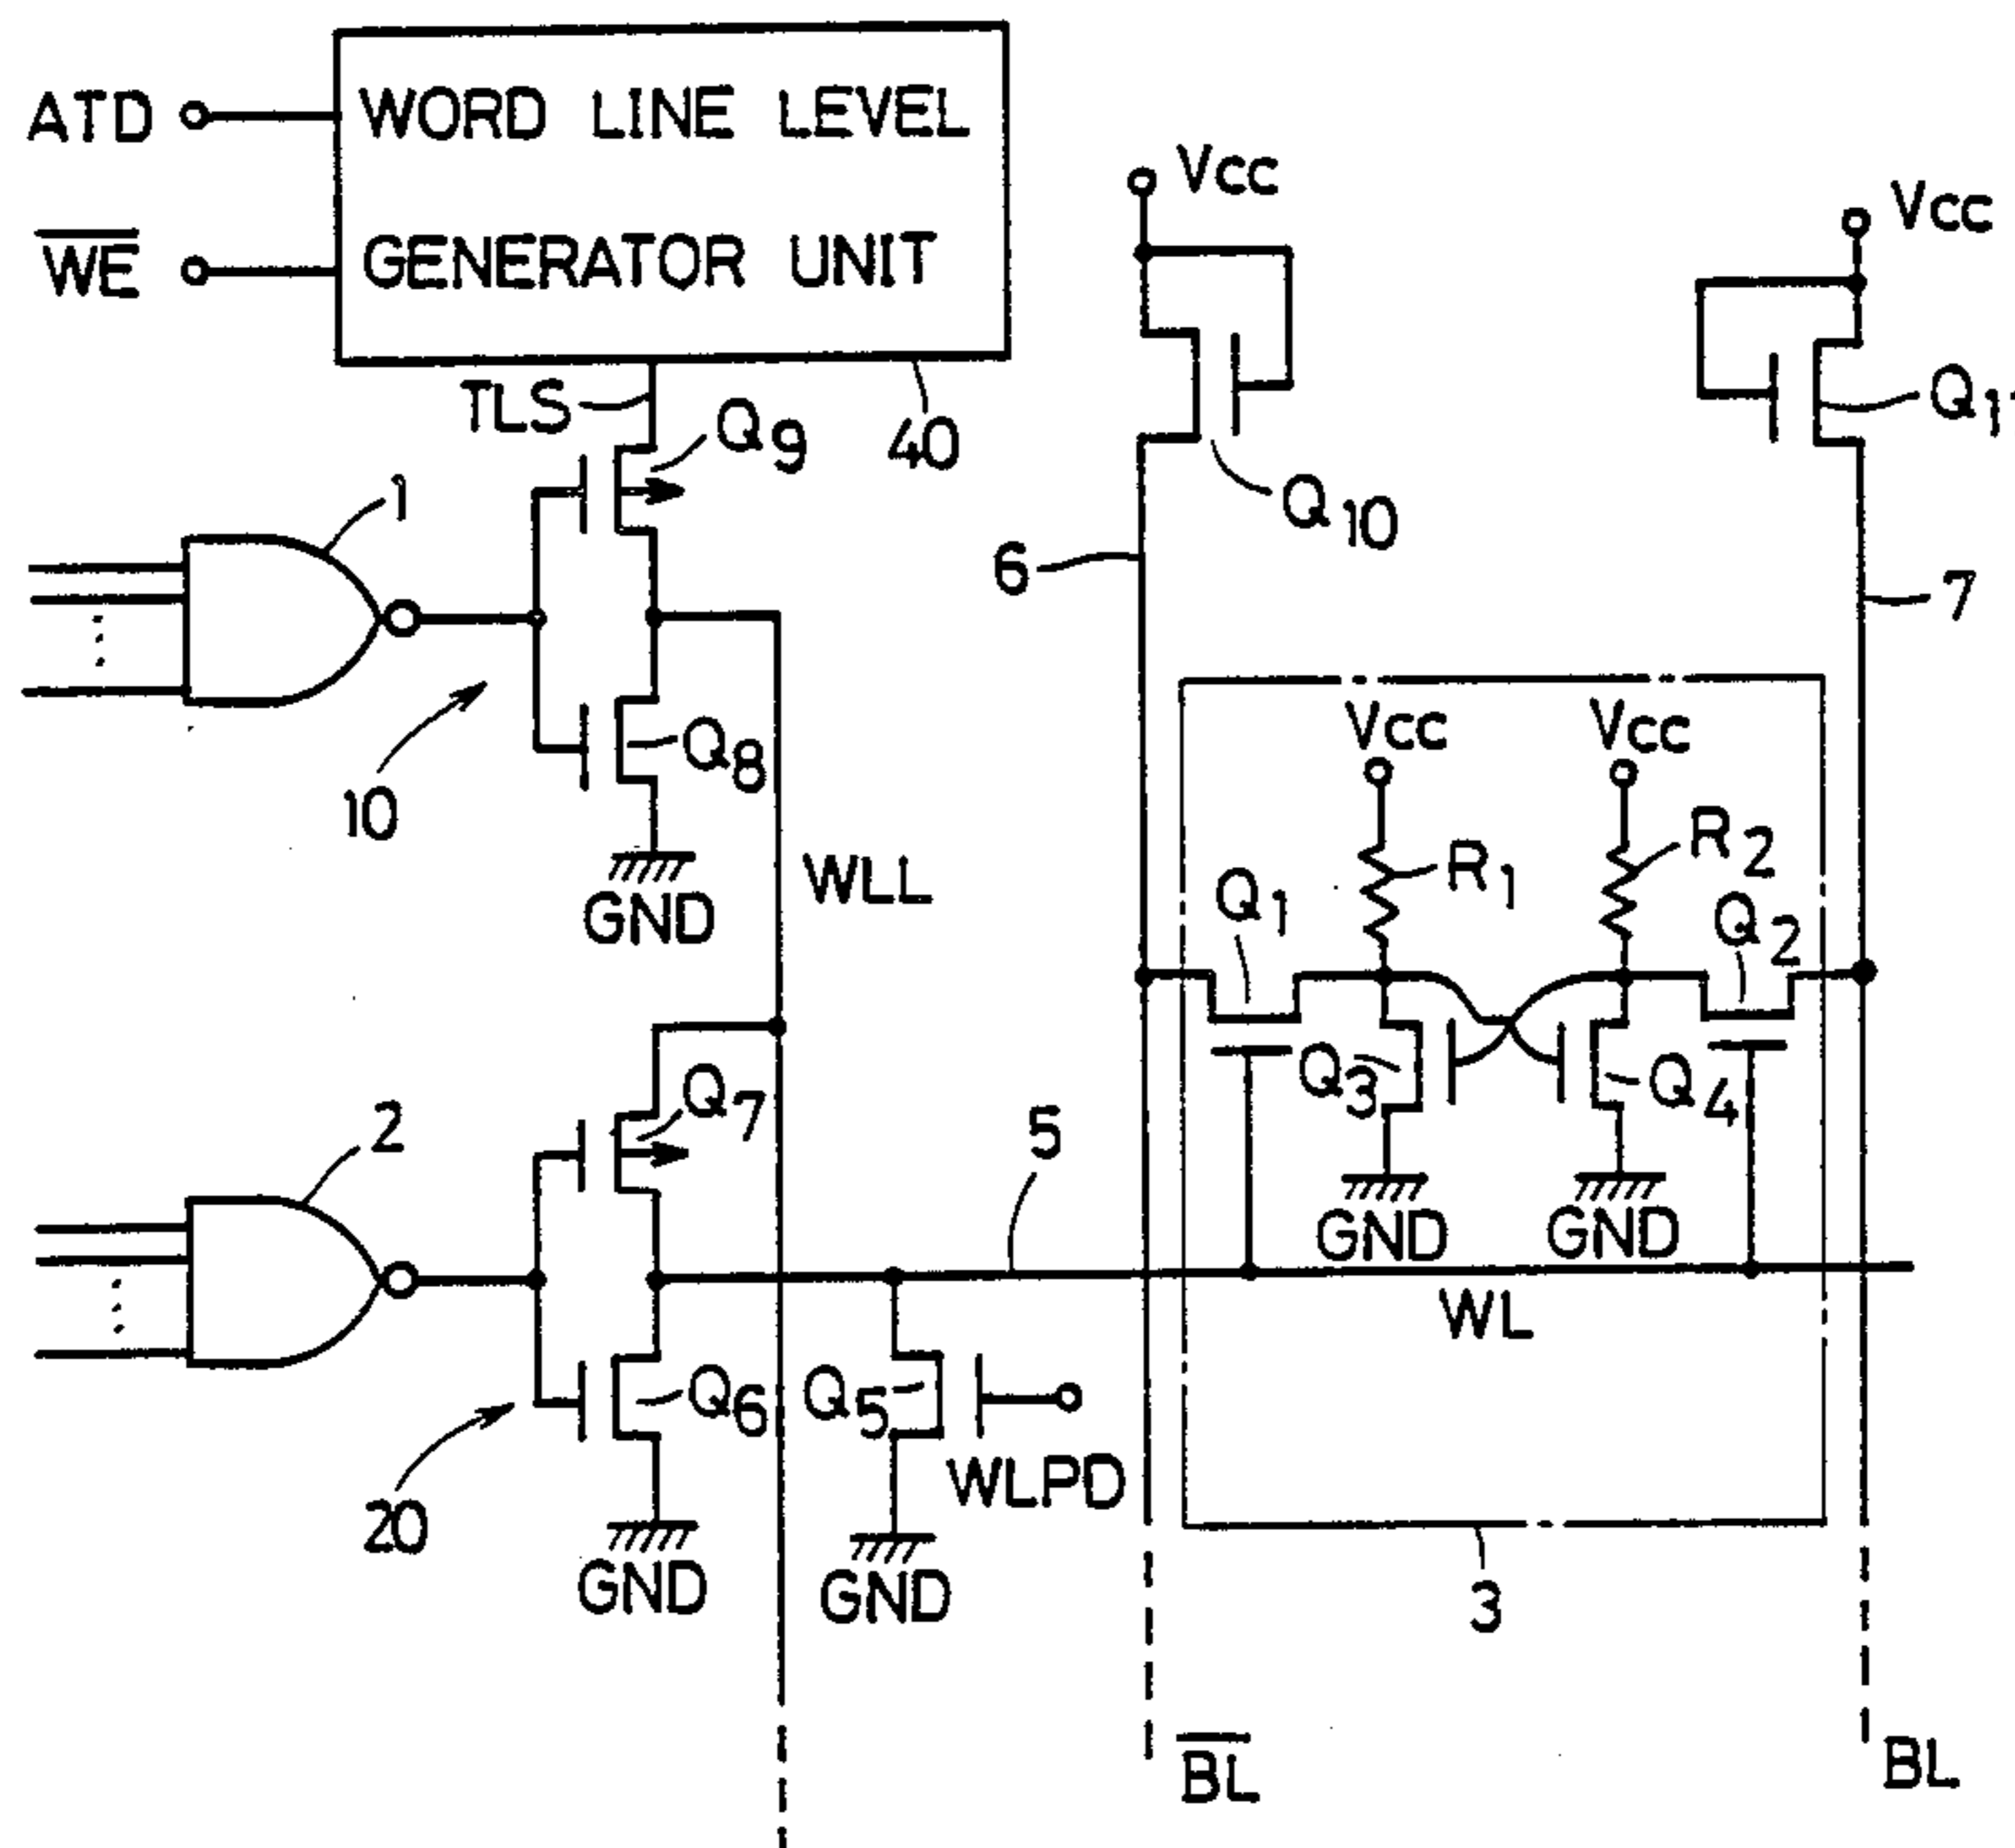 ATD
WORD LINE LEVEL
WE
GENERATOR UNIT
Vcc
Vcc
TLS
Q9
40
Q10
Q11
1
6
7
10
Q8
GND
WLL
Vcc
Vcc
R1
R2
Q1
Q2
Q3
Q4
GND
GND
2
Q7
5
WL
20
Q6
Q5
WLPD
GND
GND
3
BL
BL